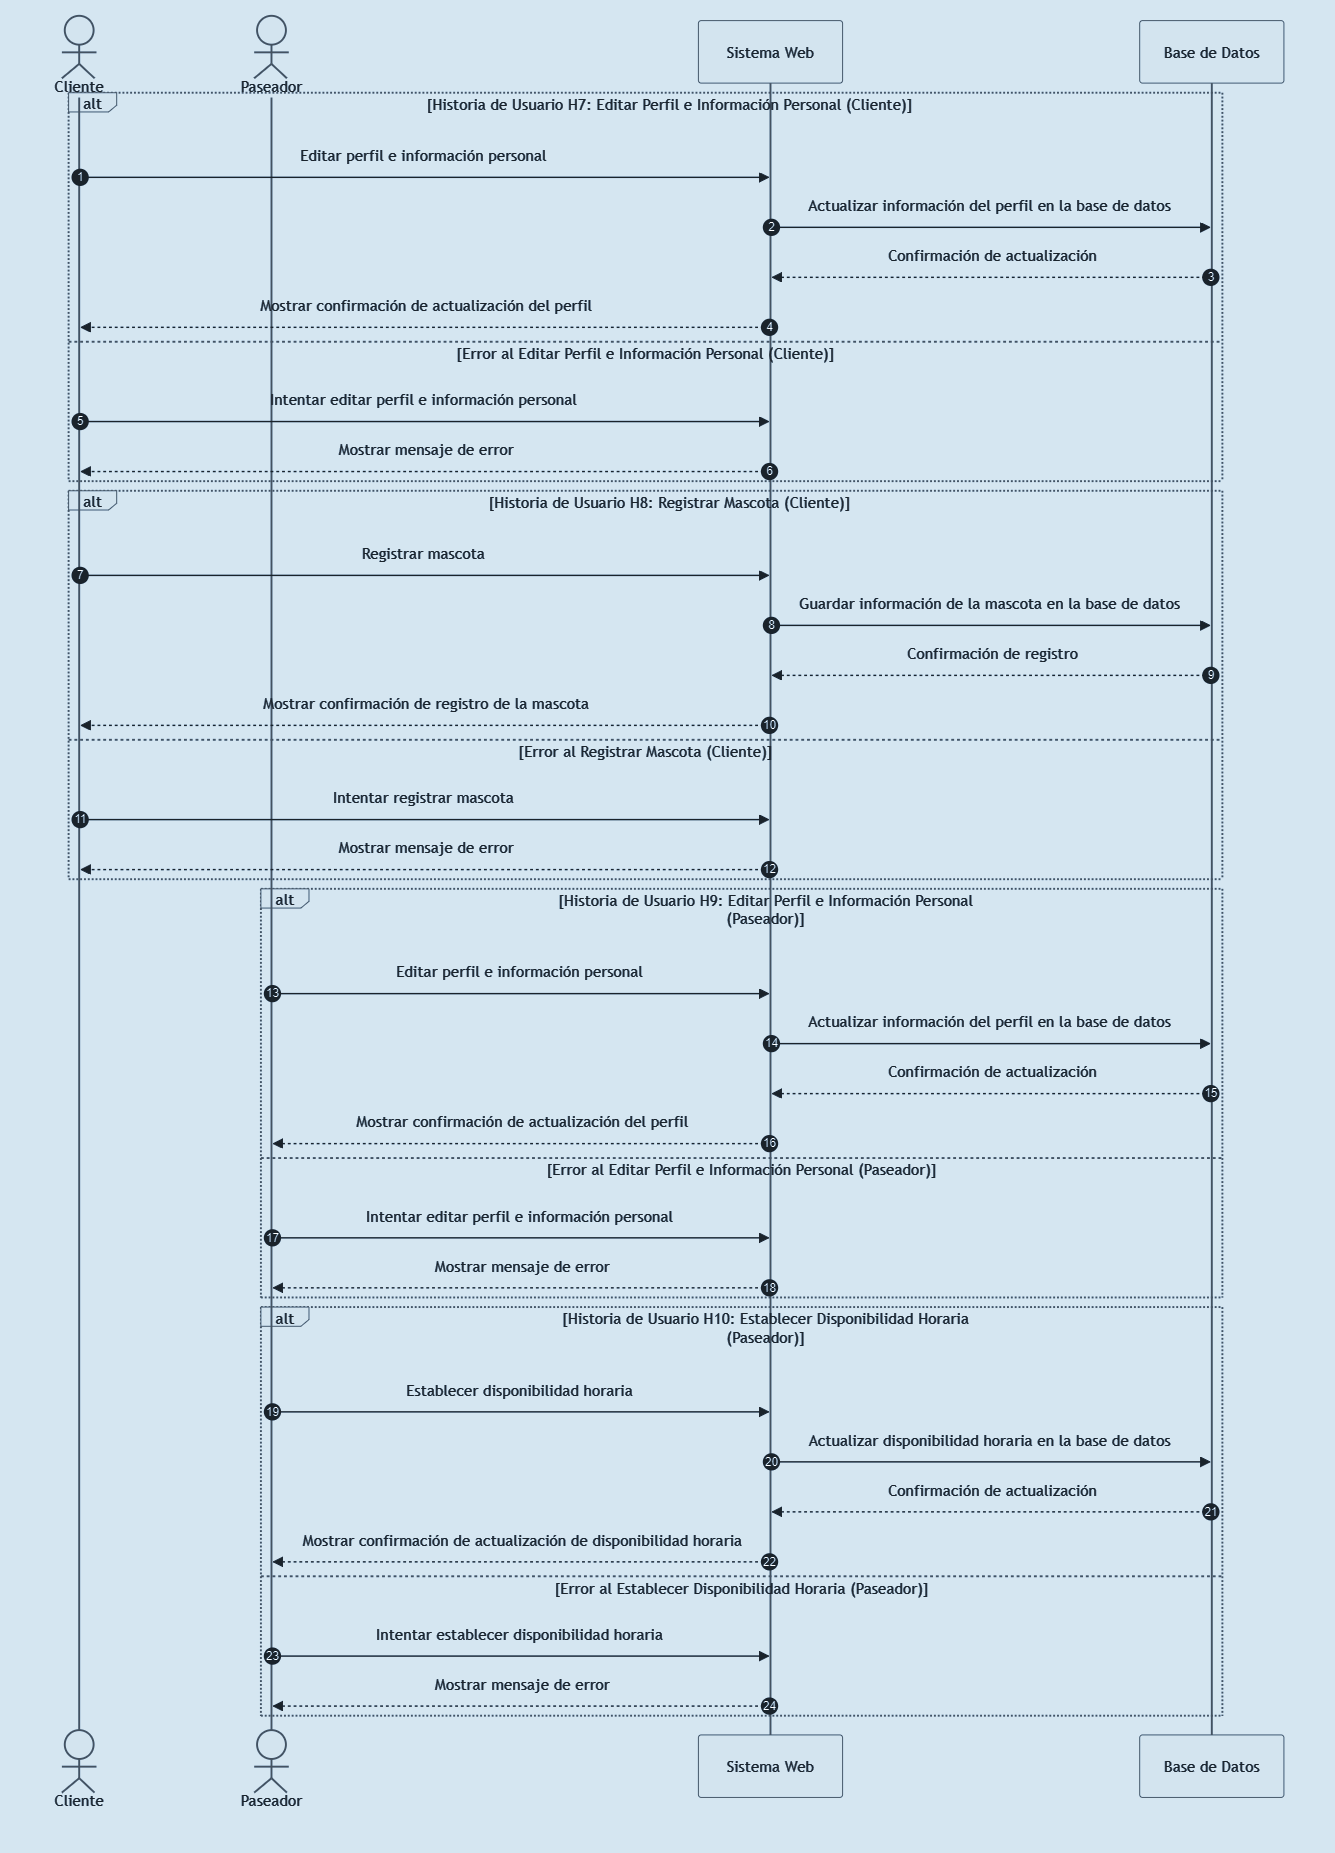 Cliente
Paseador
Sistema Web
Base de Datos
alt
[Historia de Usuario H7: Editar Perfil e Información Personal (Cliente)]
Editar perfil e información personal
1
Actualizar información del perfil en la base de datos
2
Confirmación de actualización
3
Mostrar confirmación de actualización del perfil
4
[Error al Editar Perfil e Información Personal (Cliente)]
Intentar editar perfil e información personal
5
Mostrar mensaje de error
6
alt
[Historia de Usuario H8: Registrar Mascota (Cliente)]
Registrar mascota
7
Guardar información de la mascota en la base de datos
8
Confirmación de registro
9
Mostrar confirmación de registro de la mascota
10
[Error al Registrar Mascota (Cliente)]
Intentar registrar mascota
11
Mostrar mensaje de error
12
alt
[Historia de Usuario H9: Editar Perfil e Información Personal
(Paseador)]
Editar perfil e información personal
13
Actualizar información del perfil en la base de datos
14
Confirmación de actualización
15
Mostrar confirmación de actualización del perfil
16
[Error al Editar Perfil e Información Personal (Paseador)]
Intentar editar perfil e información personal
17
Mostrar mensaje de error
18
alt
[Historia de Usuario H10: Establecer Disponibilidad Horaria
(Paseador)]
Establecer disponibilidad horaria
19
Actualizar disponibilidad horaria en la base de datos
20
Confirmación de actualización
21
Mostrar confirmación de actualización de disponibilidad horaria
22
[Error al Establecer Disponibilidad Horaria (Paseador)]
Intentar establecer disponibilidad horaria
23
Mostrar mensaje de error
24
Cliente
Paseador
Sistema Web
Base de Datos